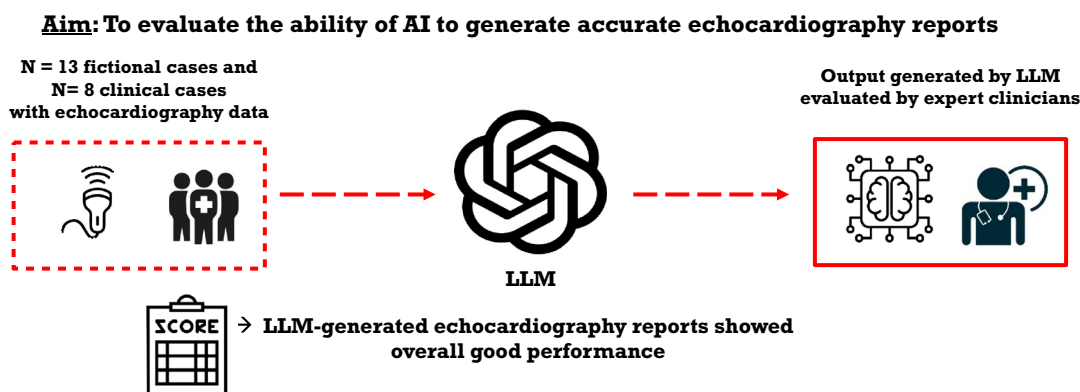 Aim: To evaluate the ability of AI to generate accurate echocardiography reports
N = 13 fictional cases and
N= 8 clinical cases
with echocardiography data
Output generated by LLM
evaluated by expert clinicians
LLM
SCORE
→ LLM-generated echocardiography reports showed
overall good performance